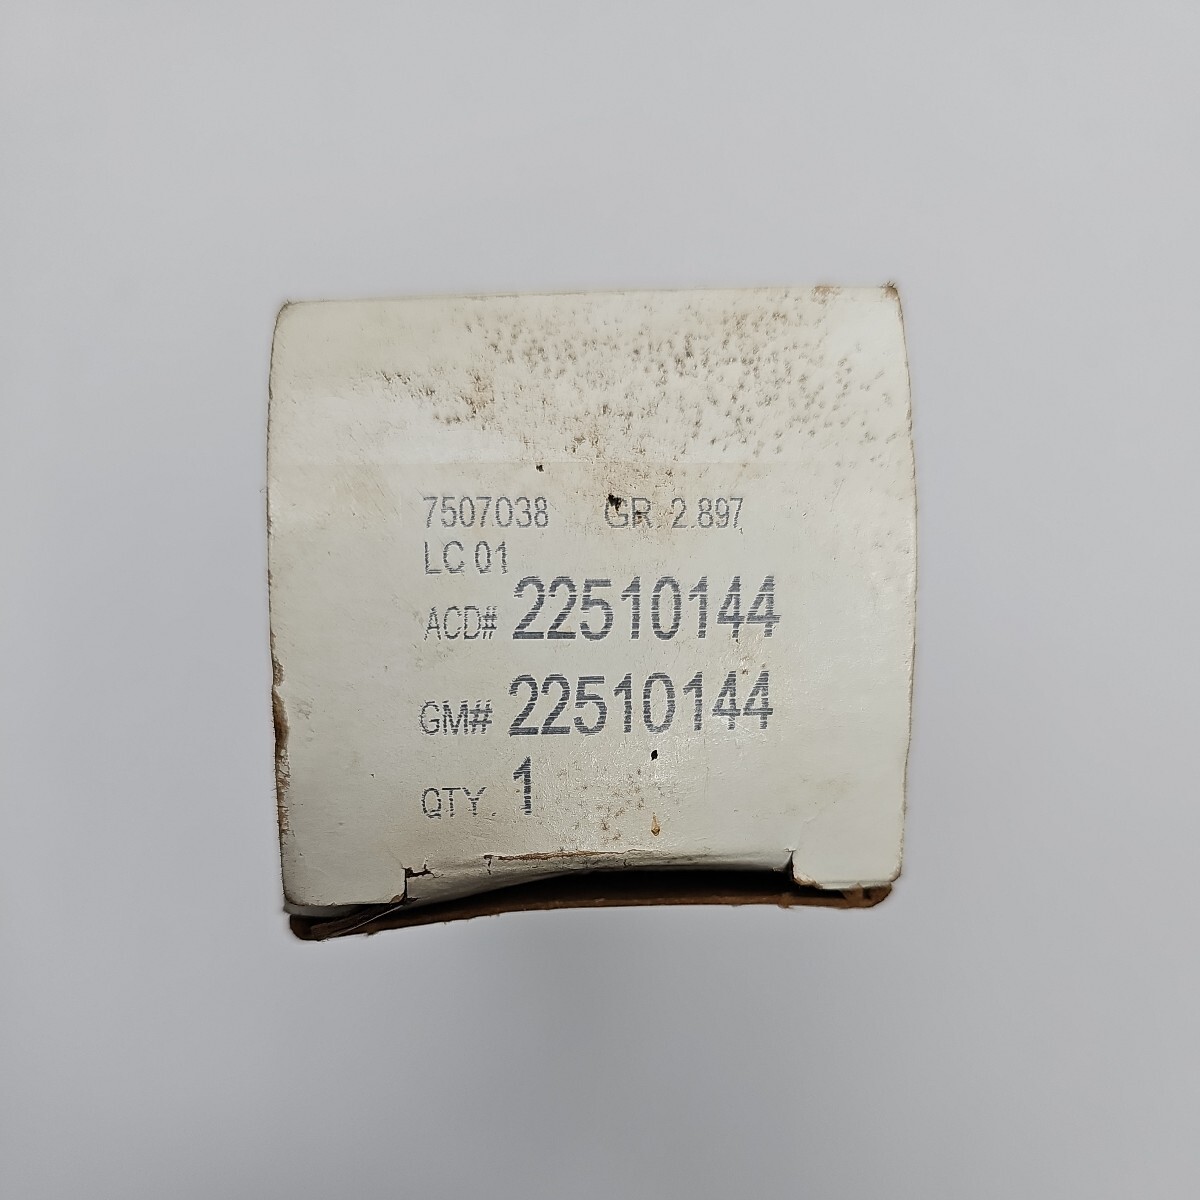 7507038 GR. 2.897
LC 01
ACD# 22510144
GM# 22510144
QTY. 1